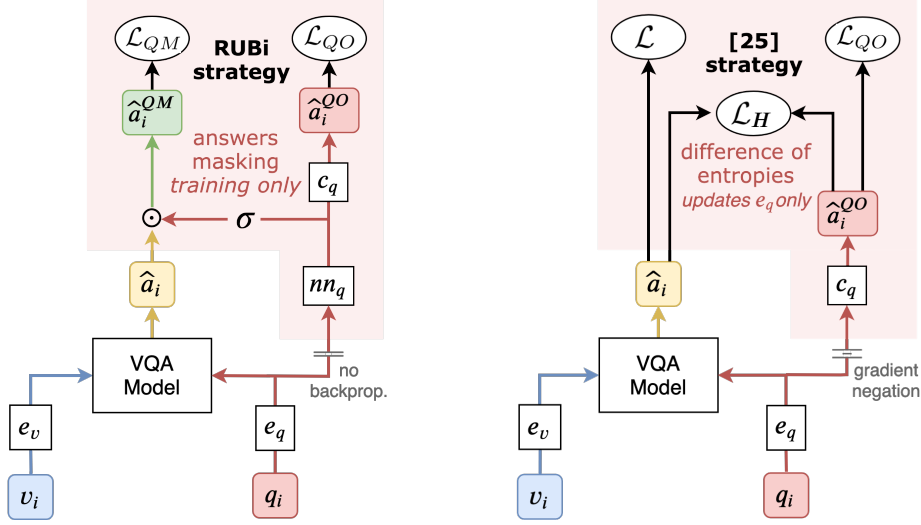 ℒ_QM
RUBi
strategy
ℒ_QO
â_i^QM
â_i^QO
answers
masking
training only
c_q
⊙
σ
â_i
nn_q
VQA
Model
no
backprop.
e_v
e_q
v_i
q_i
ℒ
[25]
strategy
ℒ_QO
ℒ_H
difference of
entropies
updates e_q only
â_i^QO
â_i
c_q
VQA
Model
gradient
negation
e_v
e_q
v_i
q_i